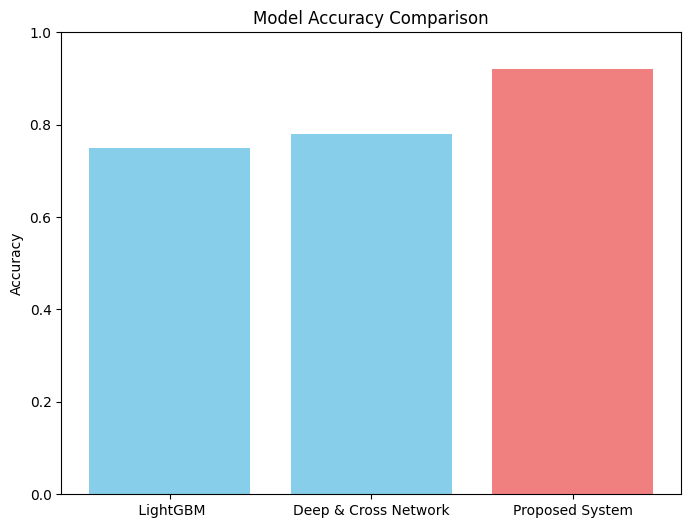 Model Accuracy Comparison
1.0
0.8
0.6
0.4
0.2
0.0
Accuracy
LightGBM
Deep & Cross Network
Proposed System